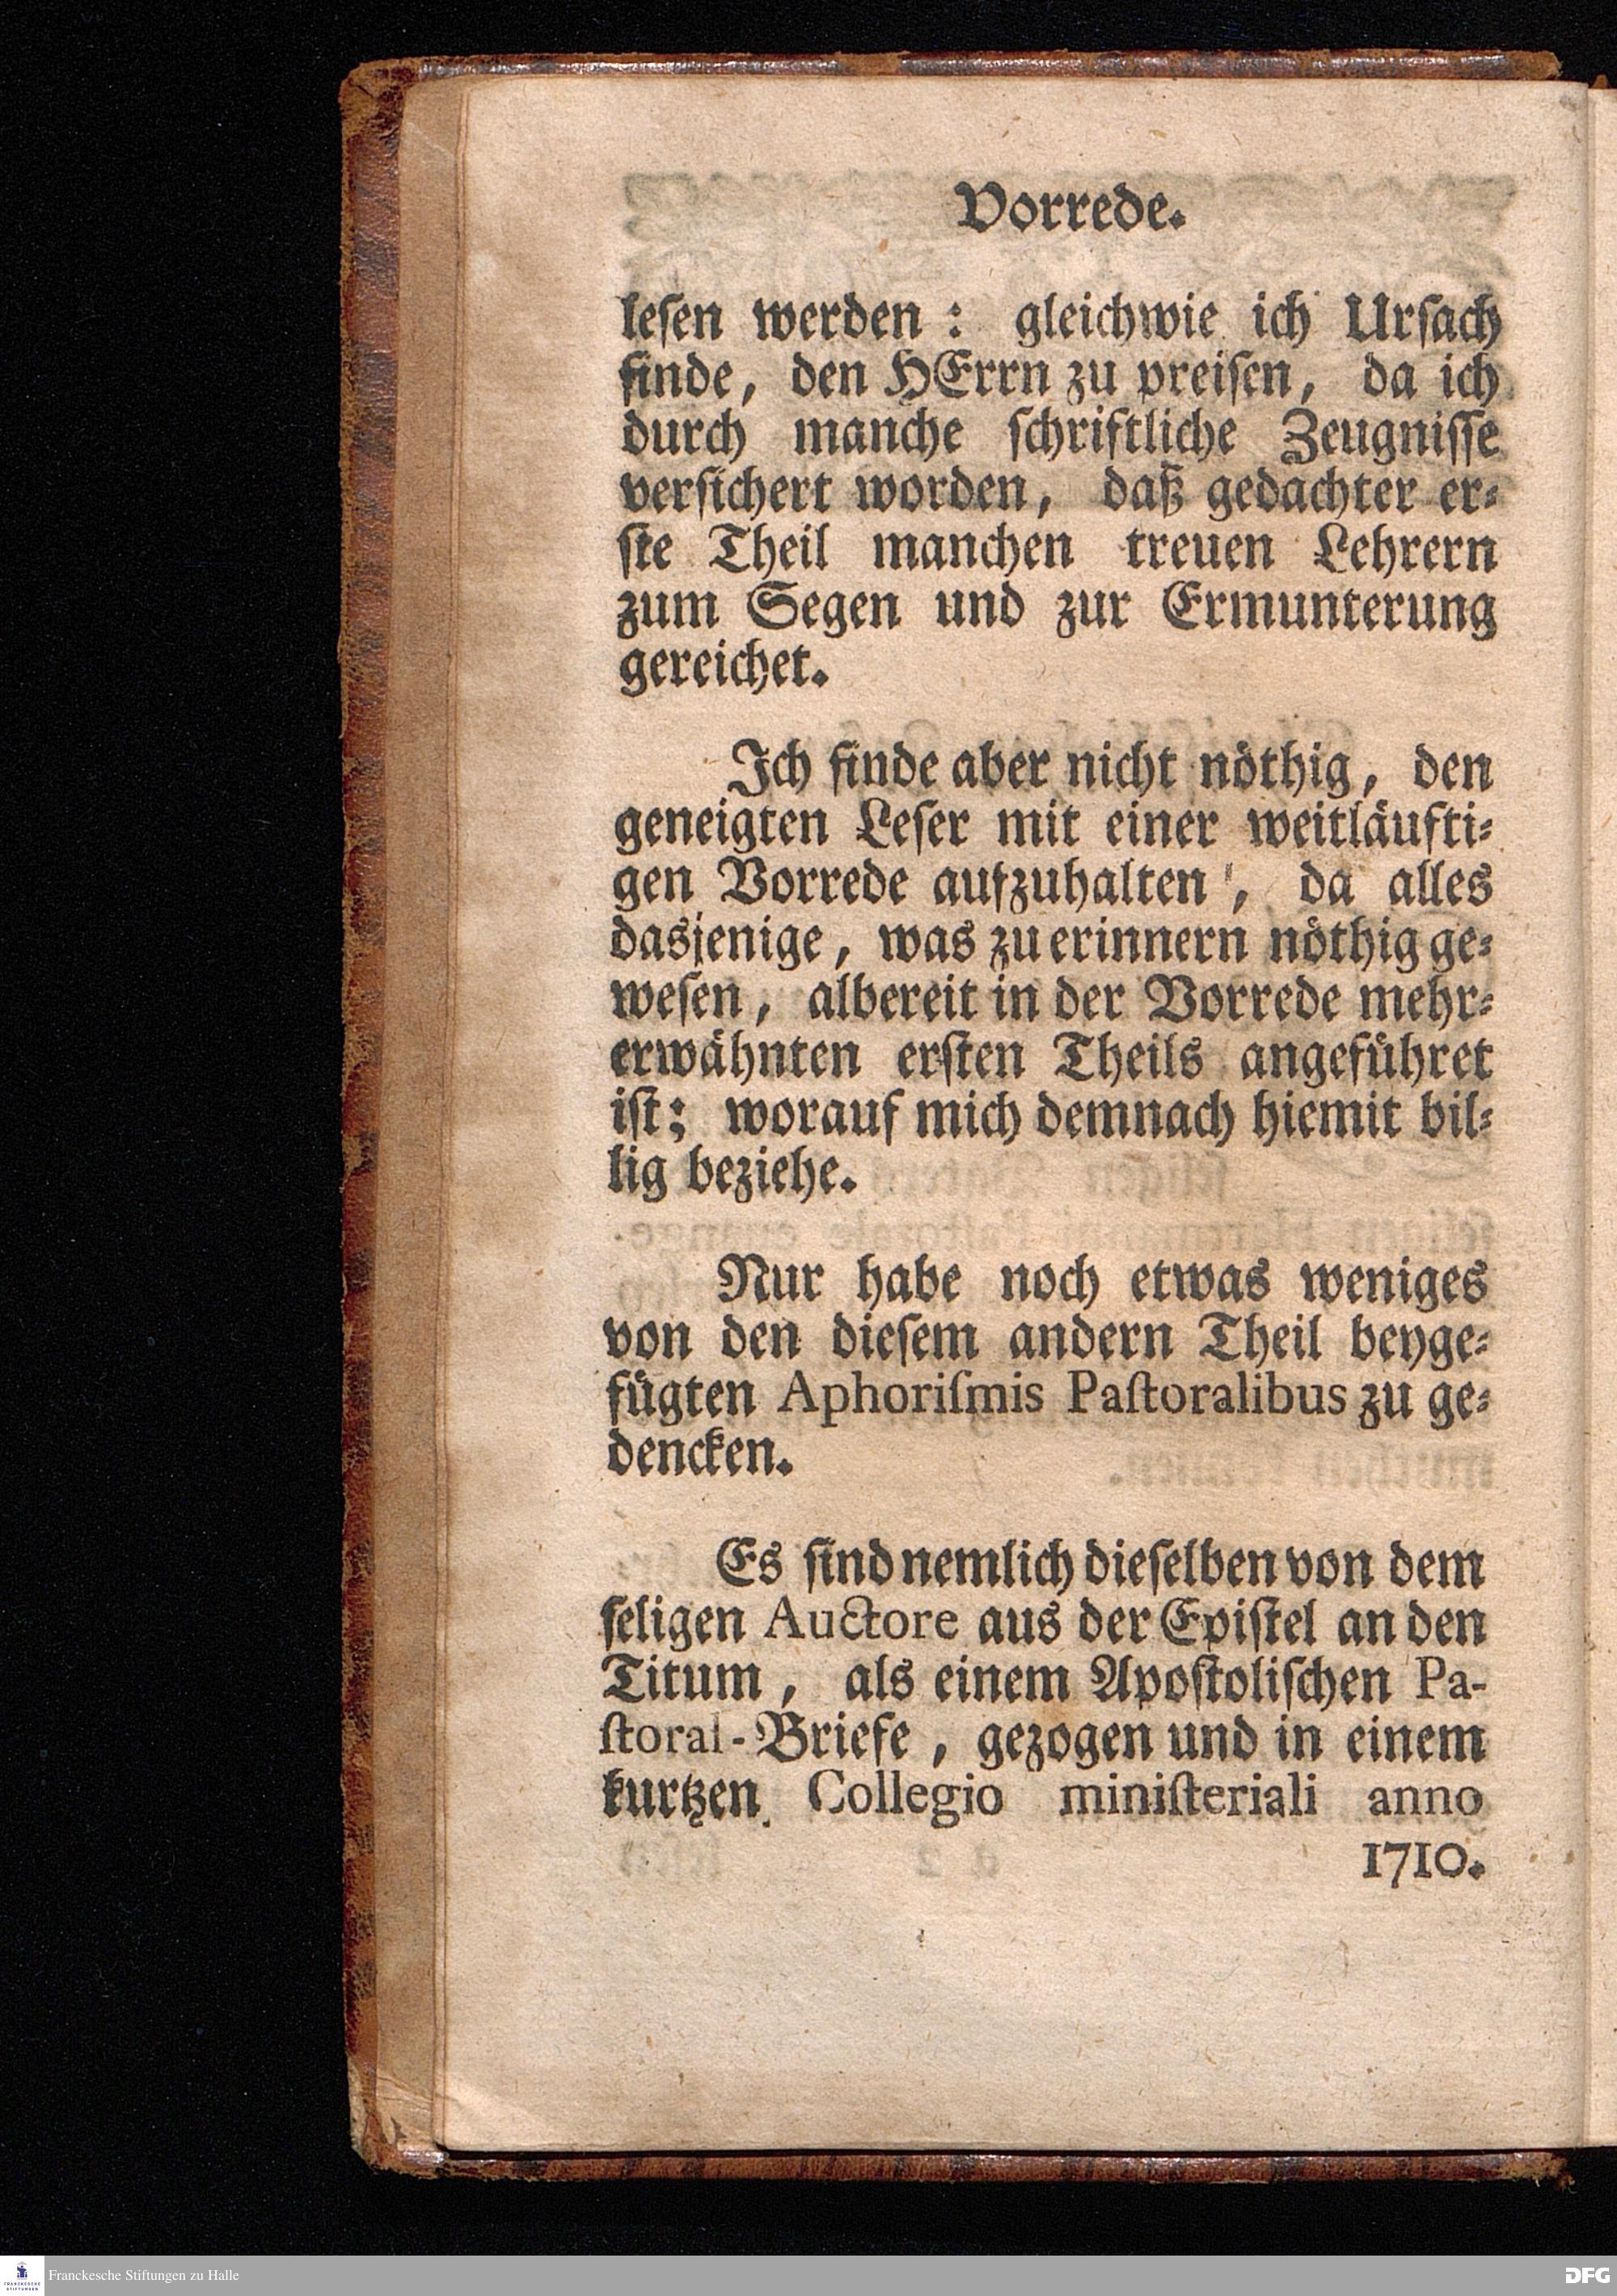 Vorrede.
leſen werden : gleichwie ich Urſach
finde, den HErrn zu preiſen, da ich
durch manche ſchriftliche Zeugniſſe
verſichert worden, daß gedachter er⸗
ſte Theil manchen treuen Lehrern
zum Segen und zur Ermunterung
gereichet.
Ich finde aber nicht nöthig, den
geneigten Leſer mit einer weitläufti⸗
gen Vorrede aufzuhalten, da alles
dasjenige, was zu erinnern nöthig ge⸗
weſen, albereit in der Vorrede mehr⸗
erwähnten erſten Theils angeführet
iſt; worauf mich demnach hiemit bil⸗
lig beziehe.
Nur habe noch etwas weniges
von den dieſem andern Theil beyge⸗
fügten Aphoriſmis Paſtoralibus zu ge⸗
dencken.
Es ſind nemlich dieſelben von dem
ſeligen Auctore aus der Epiſtel an den
Titum, als einem Apoſtoliſchen Pa-
ſtoral-Briefe, gezogen und in einem
kurtzen Collegio miniſteriali anno
1710.
FRANCKESCHE
STIFTUNGEN
Franckesche Stiftungen zu Halle
DFG